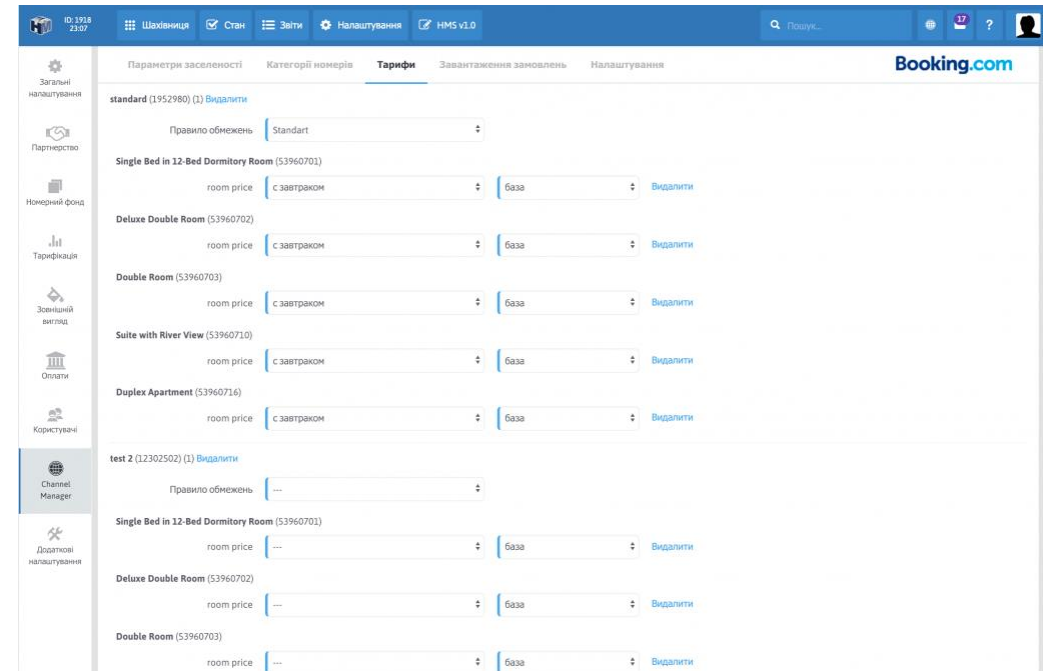 ID: 1918
23:07
Шахівниця
Стан
Звіти
Налаштування
HMS v1.0
Пошук...
17
?
Загальні
налаштування
Партнерство
Номерний фонд
Тарифікація
Зовнішній
вигляд
Оплати
Користувачі
Channel
Manager
Додаткові
налаштування
Параметри заселеності
Категорії номерів
Тарифи
Завантаження замовлень
Налаштування
Booking.com
standard (1952980) (1) Видалити
Правило обмежень Standart
Single Bed in 12-Bed Dormitory Room (53960701)
room price с завтраком база Видалити
Deluxe Double Room (53960702)
room price с завтраком база Видалити
Double Room (53960703)
room price с завтраком база Видалити
Suite with River View (53960710)
room price с завтраком база Видалити
Duplex Apartment (53960716)
room price с завтраком база Видалити
test 2 (12302502) (1) Видалити
Правило обмежень ---
Single Bed in 12-Bed Dormitory Room (53960701)
room price --- база Видалити
Deluxe Double Room (53960702)
room price --- база Видалити
Double Room (53960703)
room price --- база Видалити